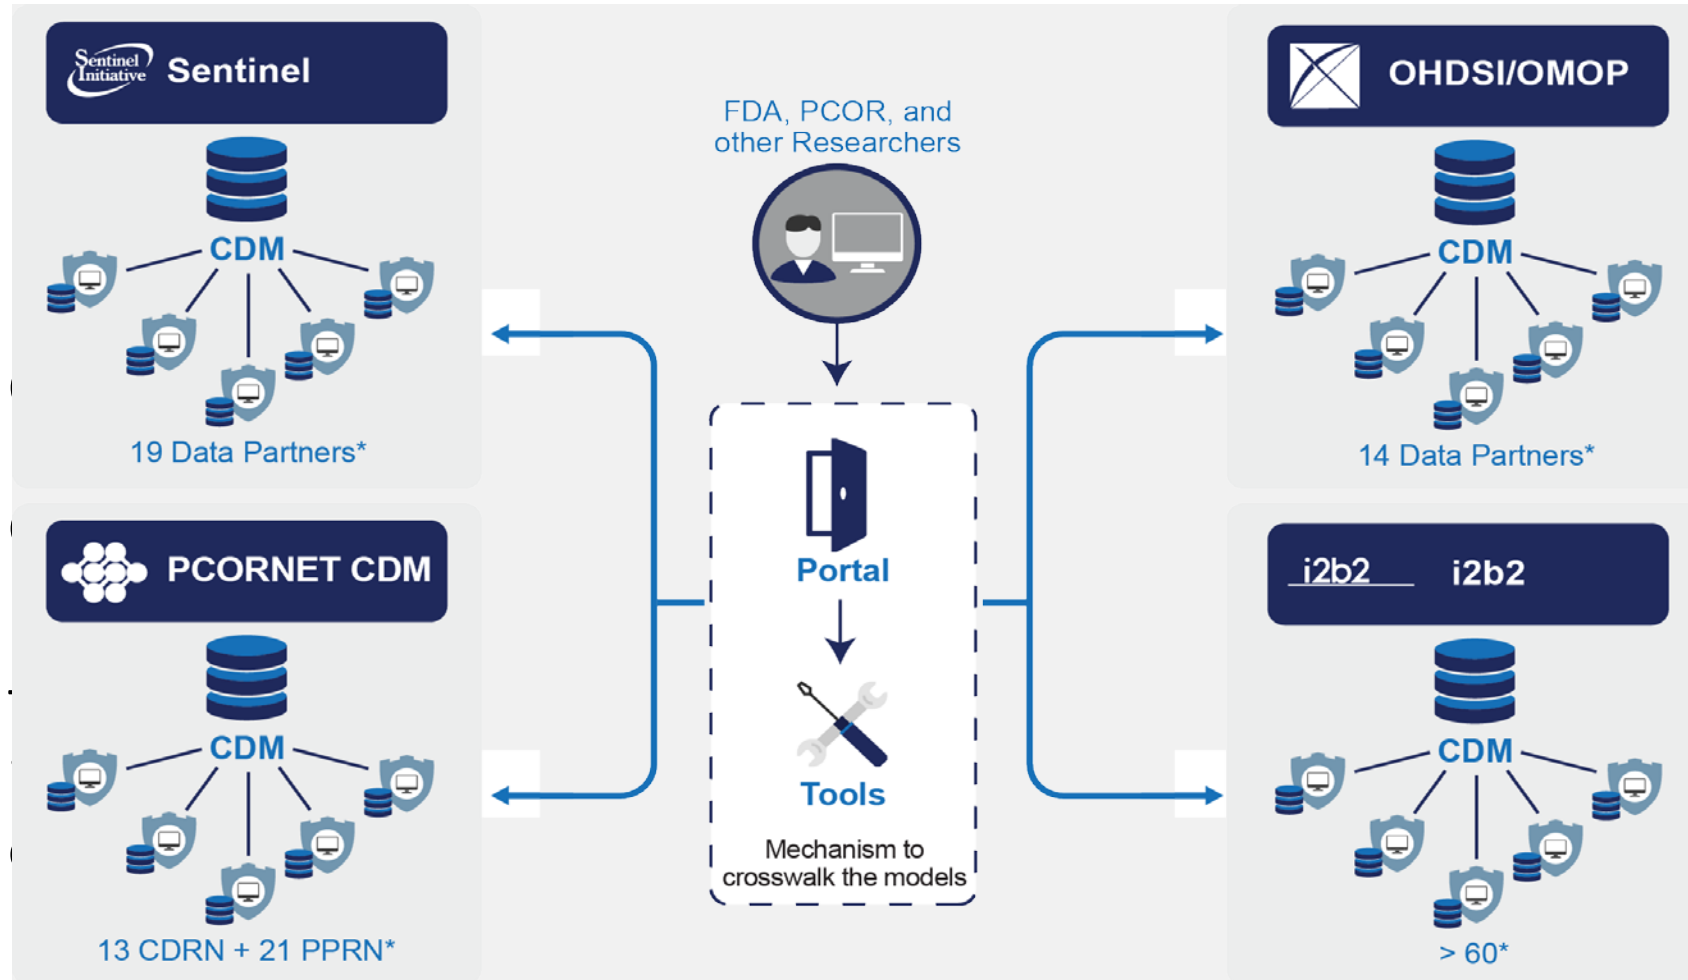 Sentinel
Initiative
Sentinel
CDM
19 Data Partners*
PCORNET CDM
CDM
13 CDRN + 21 PPRN*
FDA, PCOR, and
other Researchers
Portal
Tools
Mechanism to
crosswalk the models
OHDSI/OMOP
CDM
14 Data Partners*
i2b2
i2b2
CDM
> 60*